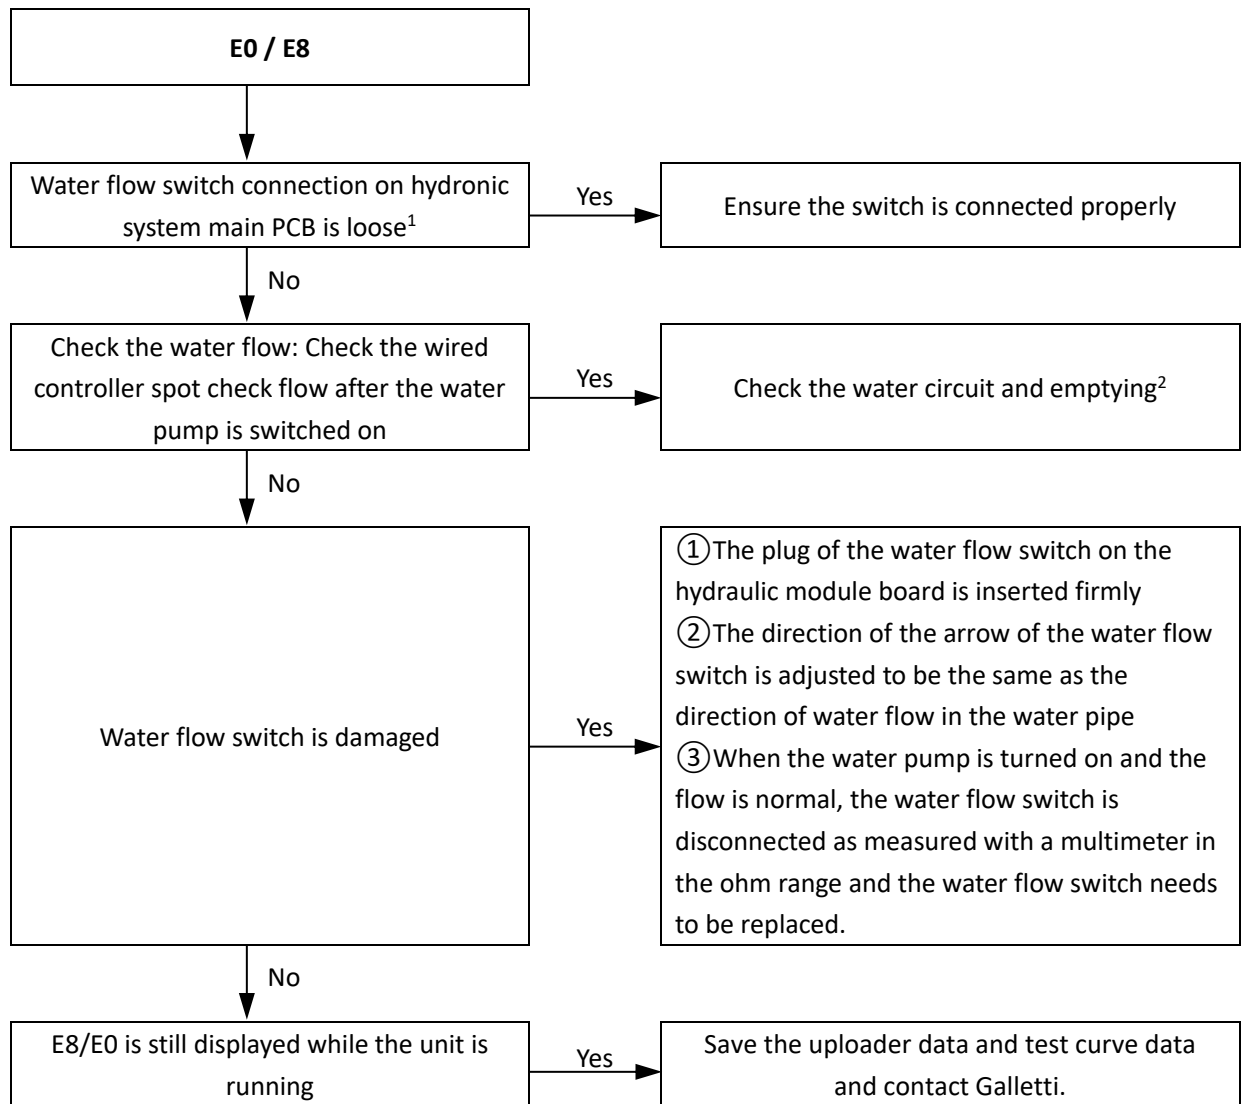 E0 / E8
Water flow switch connection on hydronic
system main PCB is loose¹
Yes
Ensure the switch is connected properly
No
Check the water flow: Check the wired
controller spot check flow after the water
pump is switched on
Yes
Check the water circuit and emptying²
No
Water flow switch is damaged
Yes
①The plug of the water flow switch on the
hydraulic module board is inserted firmly
②The direction of the arrow of the water flow
switch is adjusted to be the same as the
direction of water flow in the water pipe
③When the water pump is turned on and the
flow is normal, the water flow switch is
disconnected as measured with a multimeter in
the ohm range and the water flow switch needs
to be replaced.
No
E8/E0 is still displayed while the unit is
running
Yes
Save the uploader data and test curve data
and contact Galletti.